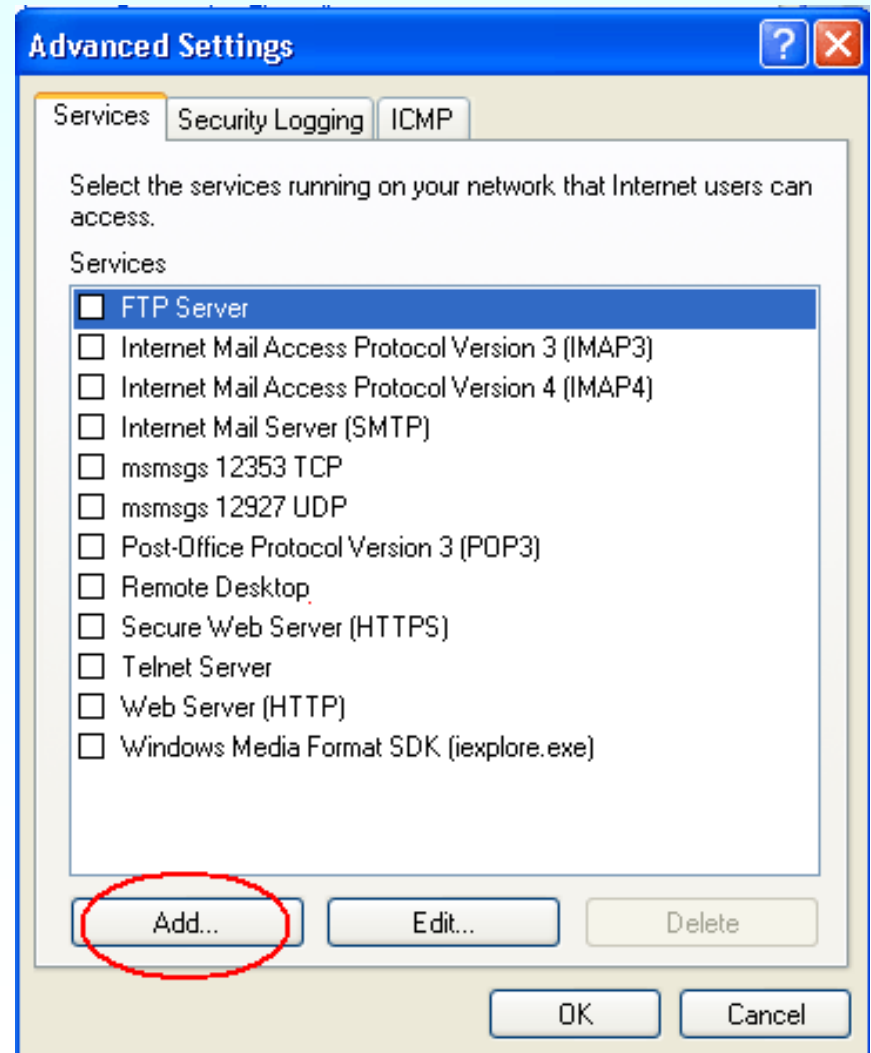 Advanced Settings
Services
Security Logging
ICMP
Select the services running on your network that Internet users can
access.
Services
FTP Server
Internet Mail Access Protocol Version 3 (IMAP3)
Internet Mail Access Protocol Version 4 (IMAP4)
Internet Mail Server (SMTP)
msmsgs 12353 TCP
msmsgs 12927 UDP
Post-Office Protocol Version 3 (POP3)
Remote Desktop
Secure Web Server (HTTPS)
Telnet Server
Web Server (HTTP)
Windows Media Format SDK (iexplore.exe)
Add...
Edit...
Delete
OK
Cancel